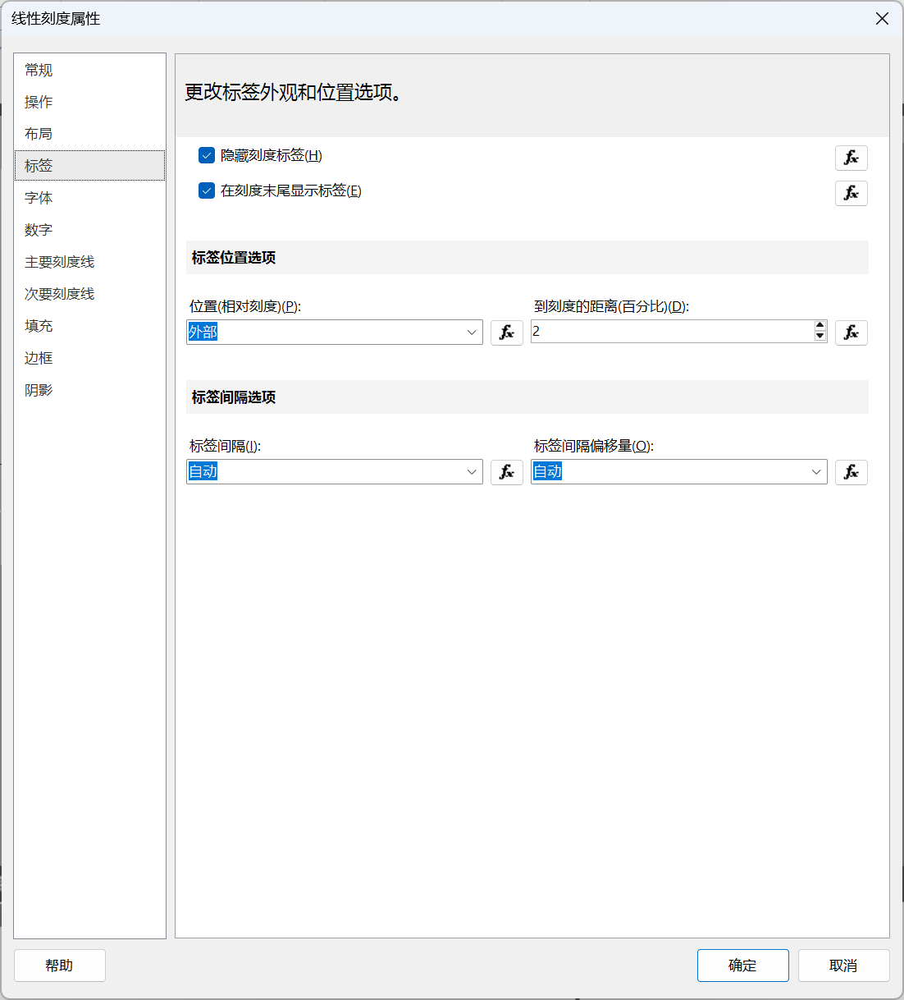 线性刻度属性
常规
操作
布局
标签
字体
数字
主要刻度线
次要刻度线
填充
边框
阴影
更改标签外观和位置选项。
隐藏刻度标签(H)
fx
在刻度末尾显示标签(E)
fx
标签位置选项
位置(相对刻度)(P):
到刻度的距离(百分比)(D):
外部
fx
2
fx
标签间隔选项
标签间隔(I):
标签间隔偏移量(O):
自动
fx
自动
fx
帮助
确定
取消